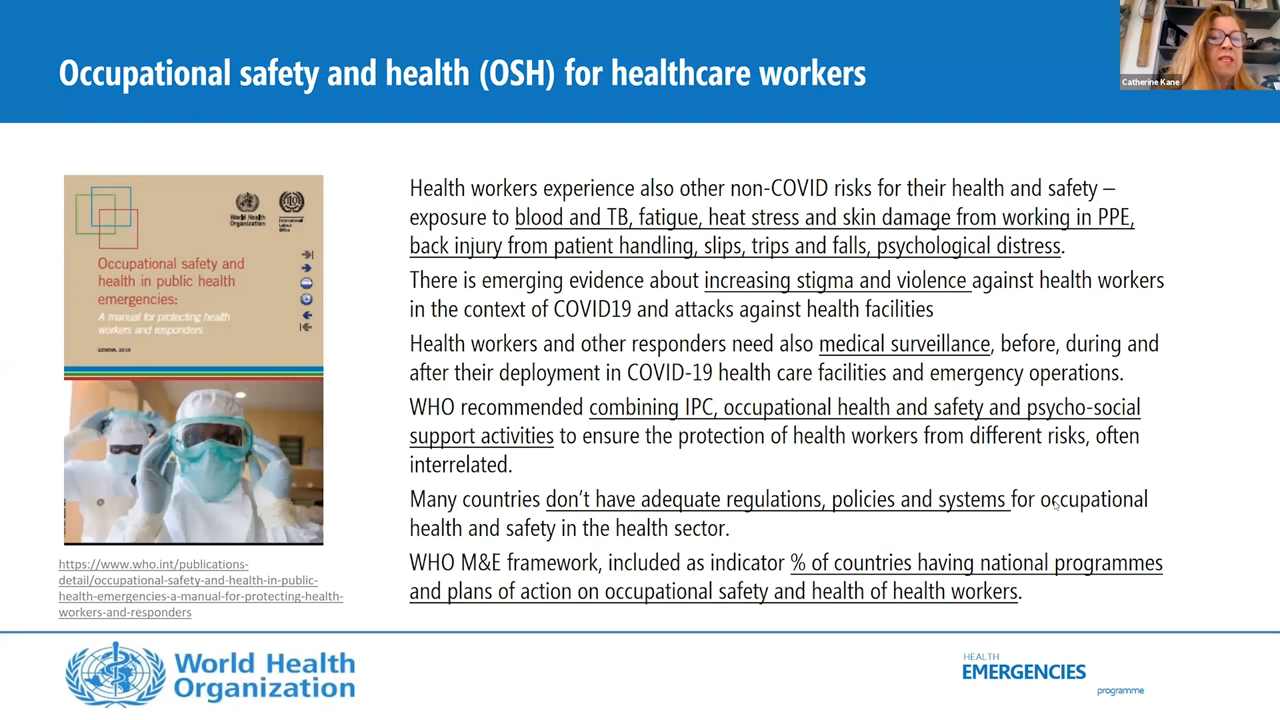 Occupational safety and health (OSH) for healthcare workers
Catherine Kane
World Health
Organization
International
Labour
Office
Occupational safety and
health in public health
emergencies:
A manual for protecting health
workers and responders
GENEVA, 2018
https://www.who.int/publications-
detail/occupational-safety-and-health-in-public-
health-emergencies-a-manual-for-protecting-health-
workers-and-responders
Health workers experience also other non-COVID risks for their health and safety –
exposure to blood and TB, fatigue, heat stress and skin damage from working in PPE,
back injury from patient handling, slips, trips and falls, psychological distress.
There is emerging evidence about increasing stigma and violence against health workers
in the context of COVID19 and attacks against health facilities
Health workers and other responders need also medical surveillance, before, during and
after their deployment in COVID-19 health care facilities and emergency operations.
WHO recommended combining IPC, occupational health and safety and psycho-social
support activities to ensure the protection of health workers from different risks, often
interrelated.
Many countries don't have adequate regulations, policies and systems for occupational
health and safety in the health sector.
WHO M&E framework, included as indicator % of countries having national programmes
and plans of action on occupational safety and health of health workers.
World Health
Organization
HEALTH
EMERGENCIES
programme